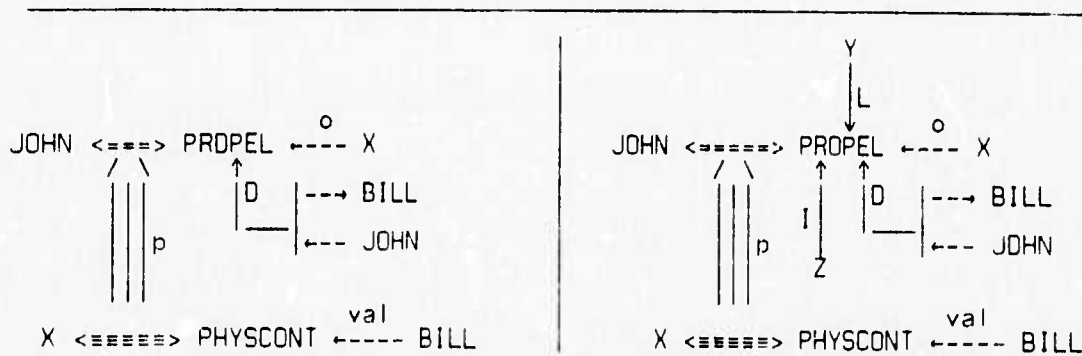 Y
L
o
JOHN <===> PROPEL <---- X
D
---> BILL
<--- JOHN
p
val
X <=====> PHYSCONT <----- BILL
o
JOHN <=====> PROPEL <---- X
I
D
---> BILL
<--- JOHN
p
Z
val
X <=====> PHYSCONT <----- BILL